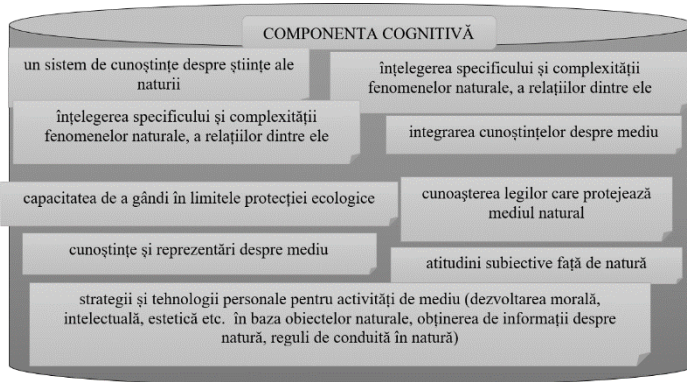 COMPONENTA COGNITIVĂ
un sistem de cunoștințe despre științe ale
naturii
înțelegerea specificului și complexității
fenomenelor naturale, a relațiilor dintre ele
înțelegerea specificului și complexității
fenomenelor naturale, a relațiilor dintre ele
integrarea cunoștințelor despre mediu
capacitatea de a gândi în limitele protecției ecologice
cunoașterea legilor care protejează
mediul natural
cunoștințe și reprezentări despre mediu
atitudini subiective față de natură
strategii și tehnologii personale pentru activități de mediu (dezvoltarea morală,
intelectuală, estetică etc. în baza obiectelor naturale, obținerea de informații despre
natură, reguli de conduită în natură)